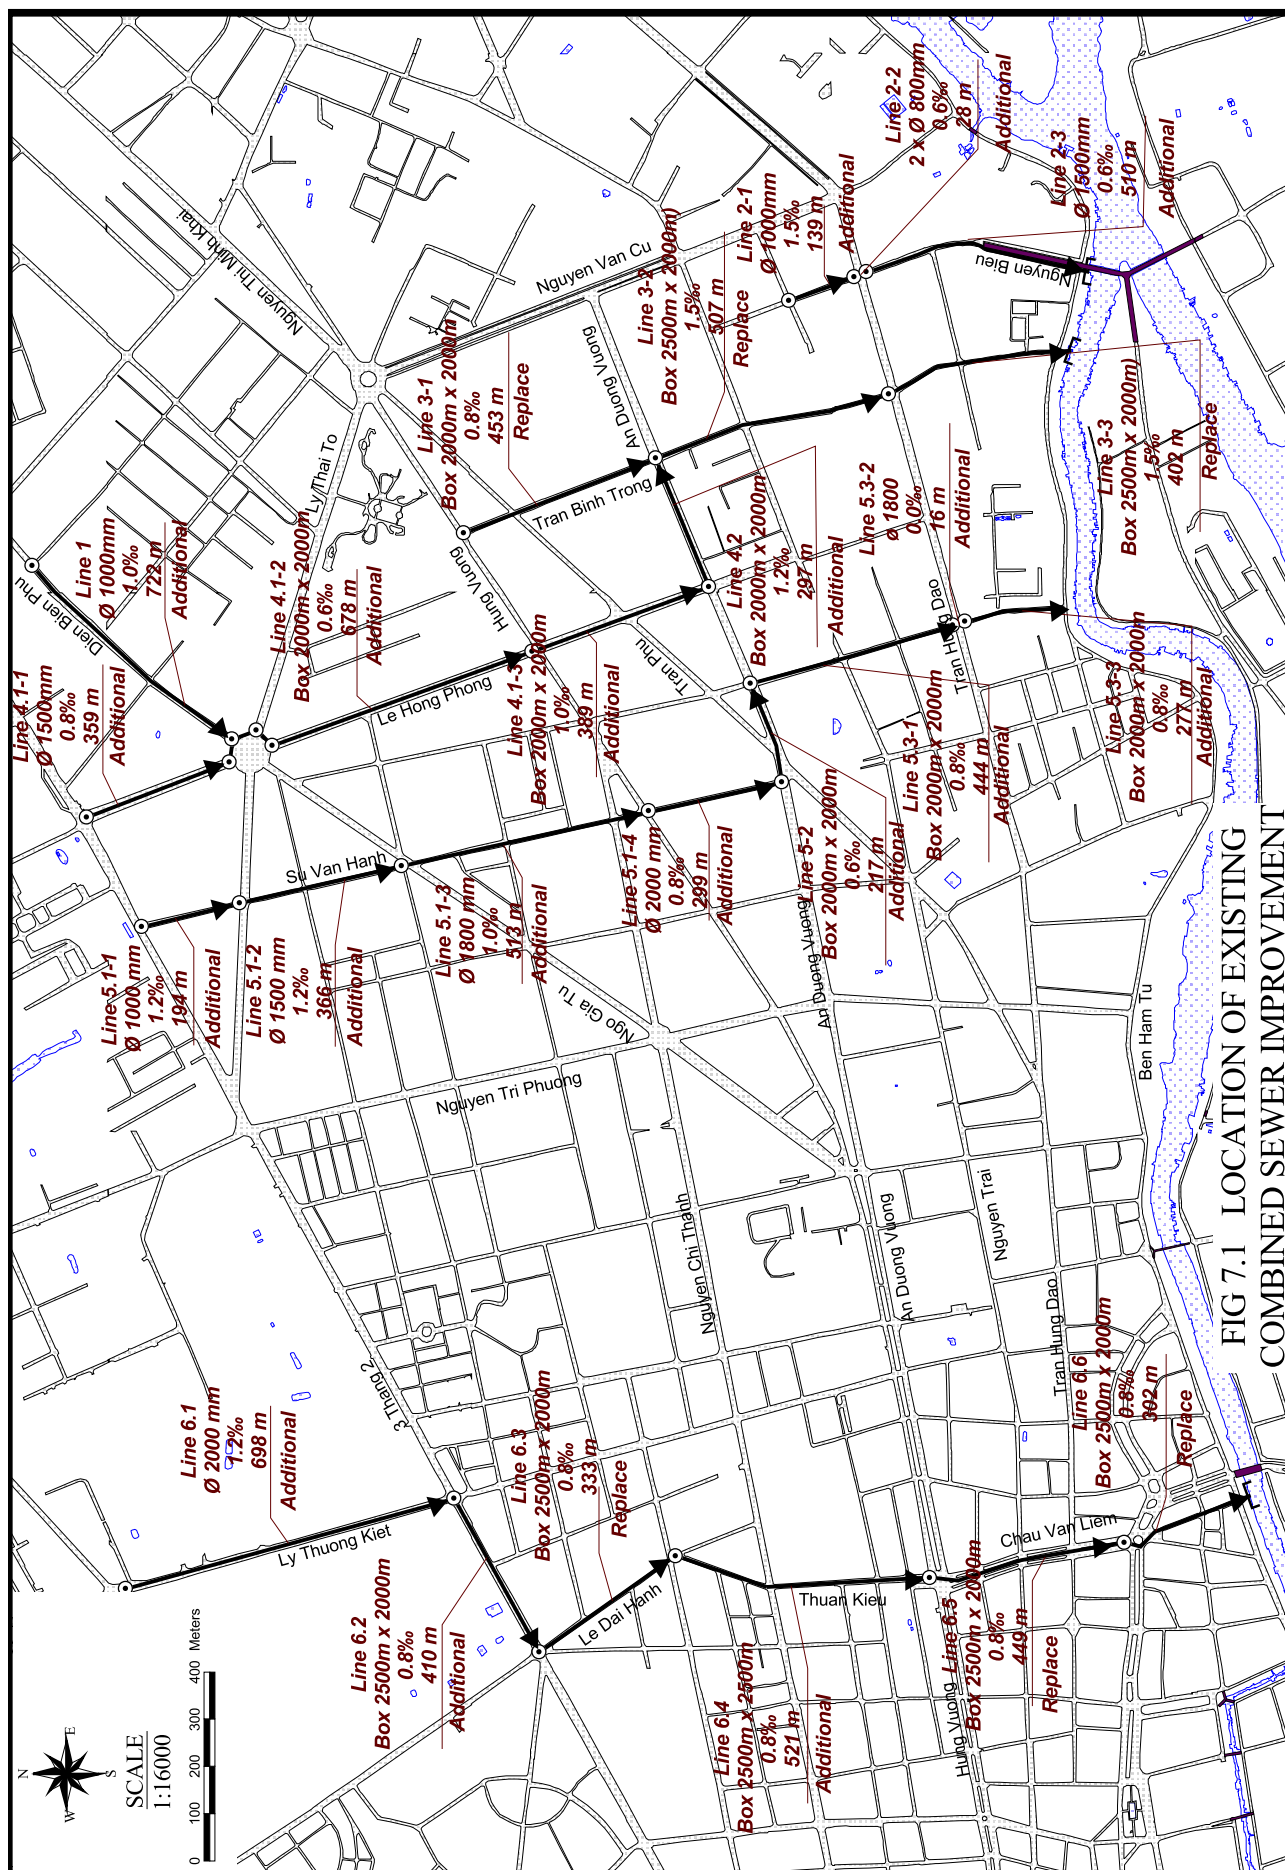 Line 4.1-1
Ø 1500mm
0.8‰
359 m
Additional
Line 1
Ø 1000mm
1.0‰
722 m
Additional
Line 4.1-2
Box 2000m x 2000m
0.6‰
678 m
Additional
Line 3-1
Box 2000m x 2000m
0.8‰
453 m
Replace
Line 3-2
Box 2500m x 2000m)
1.5‰
507 m
Replace
Line 2-1
Ø 1000mm
1.5‰
139 m
Additional
Line 2-2
2 x Ø 800mm
0.6‰
28 m
Additional
Line 2-3
Ø 1500mm
0.6‰
510 m
Additional
Line 3-3
Box 2500m x 2000m)
1.5‰
402 m
Replace
Line 4.1-3
Box 2000m x 2000m
1.0‰
389 m
Additional
Line 4.2
Box 2000m x 2000m
1.2‰
297 m
Additional
Line 5.3-2
ø 1800
0.0‰
16 m
Additional
Line 5.3-1
Box 2000m x 2000m
0.8‰
444 m
Additional
Line 5.3-3
Box 2000m x 2000m
0.8‰
277 m
Additional
Line5.1-1
Ø 1000 mm
1.2‰
194 m
Additional
Line 5.1-2
Ø 1500 mm
1.2‰
366 m
Additional
Line 5.1-3
Ø 1800 mm
1.0‰
513 m
Additional
Line 5.1-4
Ø 2000 mm
0.8‰
299 m
Additional
Line 5-2
Box 2000m x 2000m
0.6‰
217 m
Additional
Line 6.1
Ø 2000 mm
1.2‰
698 m
Additional
Line 6.2
Box 2500m x 2000m
0.8‰
410 m
Additional
Line 6.3
Box 2500m x 2000m
0.8‰
333 m
Replace
Line 6.4
Box 2500m x 2500m
0.8‰
521 m
Additional
Line 6.5
Box 2500m x 2000m
0.8‰
449 m
Replace
Line 6.6
Box 2500m x 2000m
0.8‰
302 m
Replace
Dien Bien Phu
Nguyen Thi Minh Khai
Ly Thai To
Nguyen Van Cu
An Duong Vuong
Tran Binh Trong
Hung Vuong
Le Hong Phong
Tran Phu
Tran Hung Dao
Nguyen Bieu
Su Van Hanh
Ngo Gia Tu
Nguyen Tri Phuong
An Duong Vuong
Ben Ham Tu
Nguyen Chi Thanh
An Duong Vuong
Nguyen Trai
Tran Hung Dao
3 Thang 2
Ly Thuong Kiet
Le Dai Hanh
Thuan Kieu
Chau Van Liem
Hung Vuong
N
E
S
W
SCALE
1:16000
0 100 200 300 400 Meters
FIG 7.1 LOCATION OF EXISTING
COMBINED SEWER IMPROVEMENT